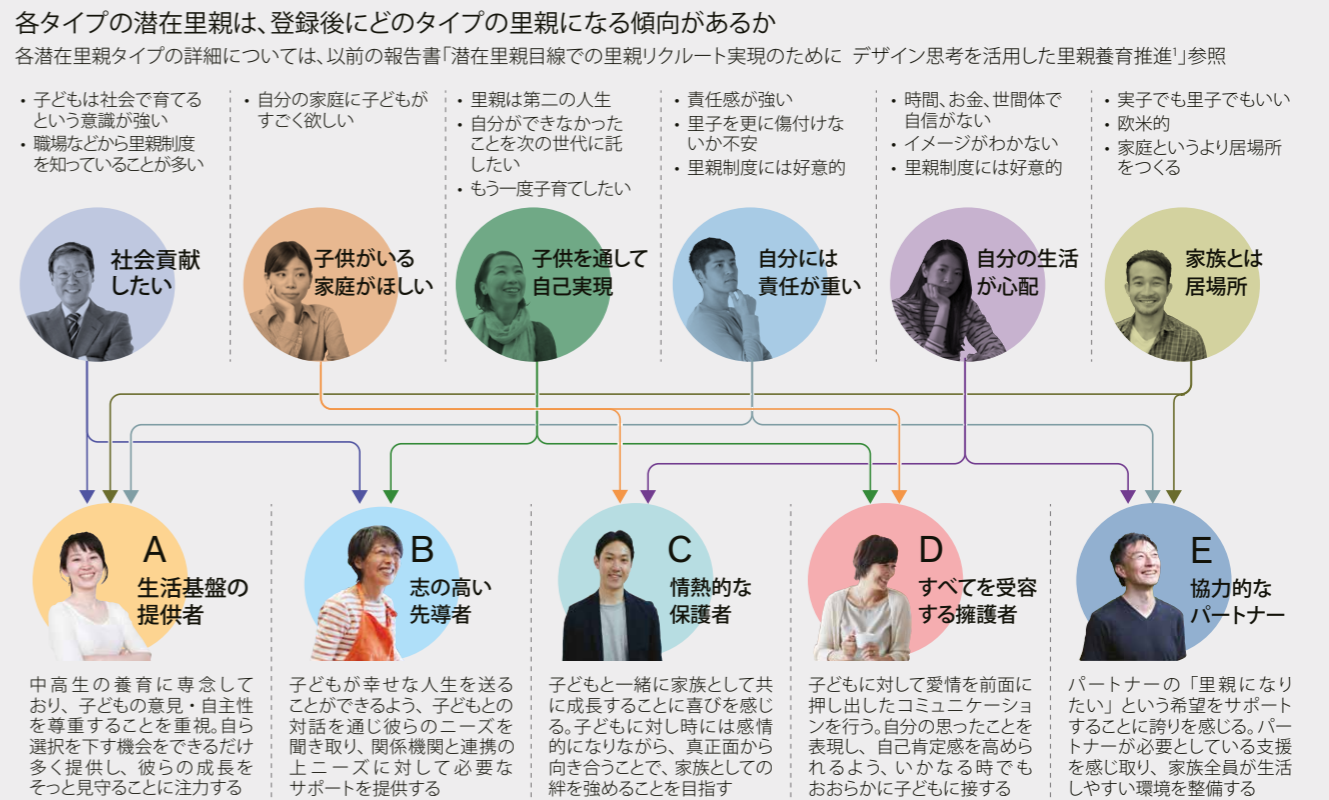 各タイプの潜在里親は、登録後にどのタイプの里親になる傾向があるか
各潜在里親タイプの詳細については、以前の報告書「潜在里親目線での里親リクルート実現のために デザイン思考を活用した里親養育推進¹」参照
・子どもは社会で育てる
という意識が強い
・職場などから里親制度
を知っていることが多い
・自分の家庭に子どもが
すごく欲しい
・里親は第二の人生
・自分ができなかった
ことを次の世代に託
したい
・もう一度子育てしたい
・責任感が強い
・里子を更に傷付けな
いか不安
・里親制度には好意的
・時間、お金、世間体で
自信がない
・イメージがわかない
・里親制度には好意的
・実子でも里子でもいい
・欧米的
・家庭というより居場所
をつくる
社会貢献
したい
子供がいる
家庭がほしい
子供を通して
自己実現
自分には
責任が重い
自分の生活
が心配
家族とは
居場所
A
生活基盤の
提供者
B
志の高い
先導者
C
情熱的な
保護者
D
すべてを受容
する擁護者
E
協力的な
パートナー
中高生の養育に専念して
おり、子どもの意見・自主性
を尊重することを重視。自ら
選択を下す機会をできるだけ
多く提供し、彼らの成長を
そっと見守ることに注力する
子どもが幸せな人生を送る
ことができるよう、子どもとの
対話を通じ彼らのニーズを
聞き取り、関係機関と連携の
上ニーズに対して必要な
サポートを提供する
子どもと一緒に家族として共
に成長することに喜びを感じ
る。子どもに対し時には感情
的になりながら、真正面から
向き合うことで、家族としての
絆を強めることを目指す
子どもに対して愛情を前面に
押し出したコミュニケーショ
ンを行う。自分の思ったことを
表現し、自己肯定感を高めら
れるよう、いかなる時でも
おおらかに子どもに接する
パートナーの「里親になり
たい」という希望をサポート
することに誇りを感じる。パー
トナーが必要としている支援
を感じ取り、家族全員が生活
しやすい環境を整備する